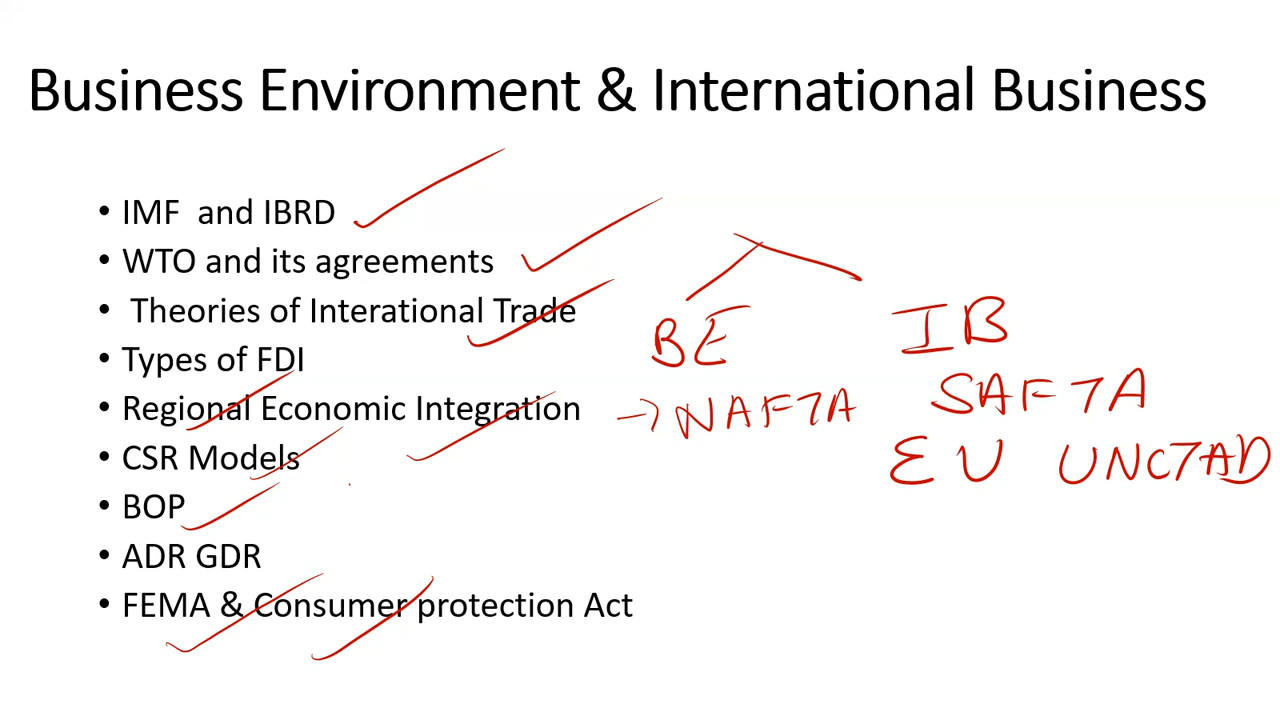 Business Environment & International Business
• IMF and IBRD
• WTO and its agreements
• Theories of Interational Trade
• Types of FDI
• Regional Economic Integration
• CSR Models
• BOP
• ADR GDR
• FEMA & Consumer protection Act
BE IB
→ NAFTA SAFTA
EU UNCTAD